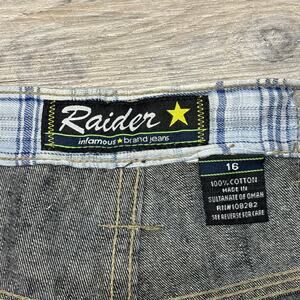 Raider
infamous brand jeans
16
100% COTTON
MADE IN
SULTANATE OF OMAN
RN#108282
SEE REVERSE FOR CARE